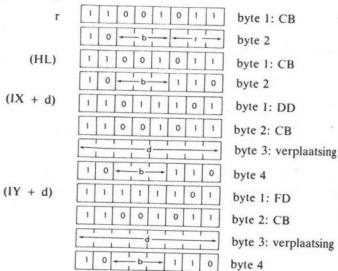 r 1 1 0 0 1 0 1 1 byte 1: CB
1 0 b r byte 2
(HL) 1 1 0 0 1 0 1 1 byte 1: CB
1 0 b 1 1 0 byte 2
(IX + d) 1 1 0 1 1 1 0 1 byte 1: DD
1 1 0 0 1 0 1 1 byte 2: CB
d byte 3: verplaatsing
1 0 b 1 1 0 byte 4
(IY + d) 1 1 1 1 1 1 0 1 byte 1: FD
1 1 0 0 1 0 1 1 byte 2: CB
d byte 3: verplaatsing
1 0 b 1 1 0 byte 4